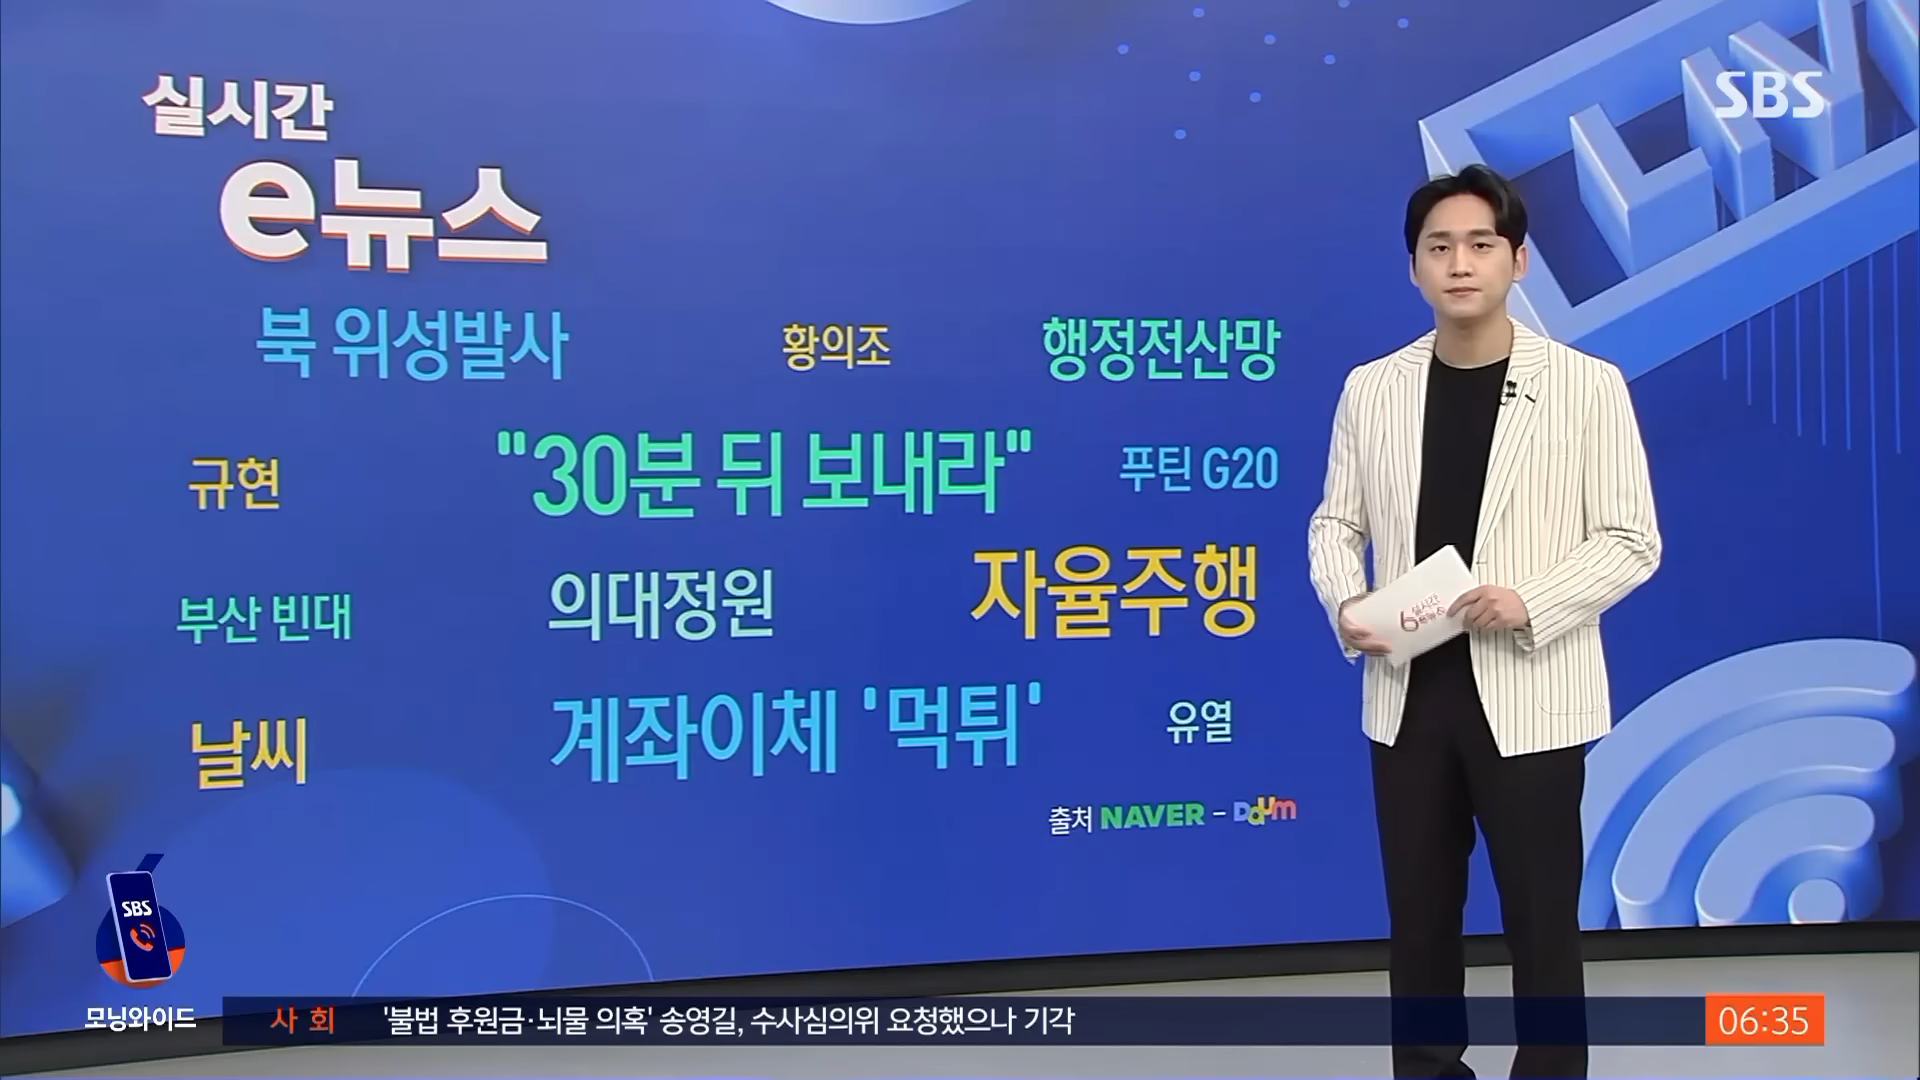 실시간
e뉴스
SBS
LIV
북 위성발사 황의조 행정전산망
규현 "30분 뒤 보내라" 푸틴 G20
부산 빈대 의대정원 자율주행
날씨 계좌이체 '먹튀' 유열
출처 NAVER - Daum
SBS
모닝와이드
사회 '불법 후원금·뇌물 의혹' 송영길, 수사심의위 요청했으나 기각 06:35